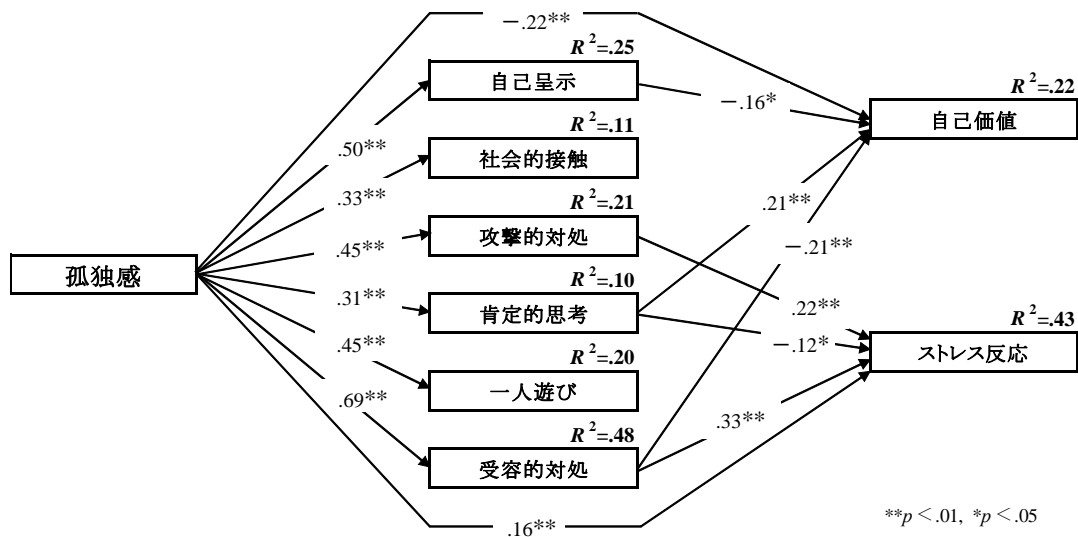 －.22**
R²=.25
自己呈示
－.16*
R²=.22
自己価値
R²=.11
.50**
社会的接触
.33**
R²=.21
.21**
攻撃的対処
.45**
－.21**
孤独感
R²=.10
.31**
肯定的思考
.22**
R²=.43
－.12*
ストレス反応
.45**
R²=.20
一人遊び
.69**
R²=.48
.33**
受容的対処
.16**
**p＜.01, *p＜.05